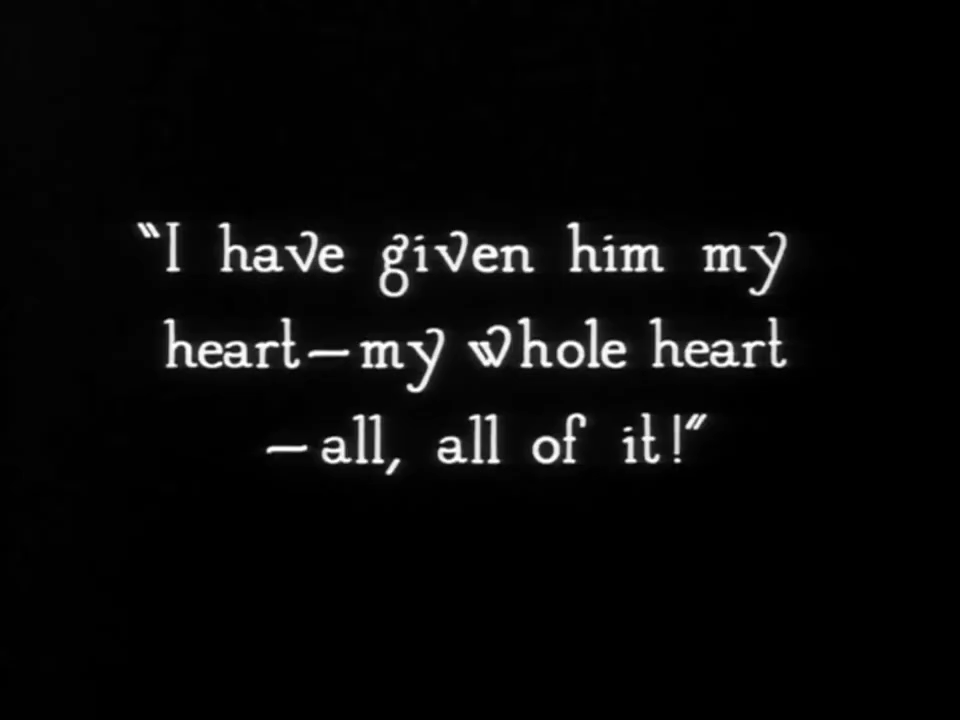 “I have given him my
heart—my whole heart
—all, all of it!”